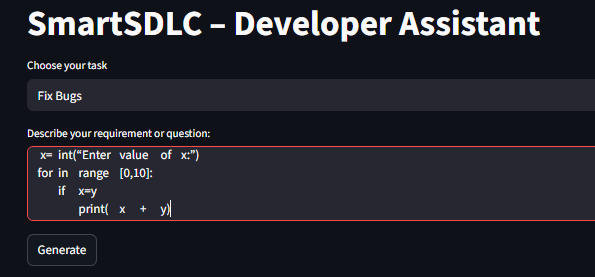 SmartSDLC – Developer Assistant
Choose your task
Fix Bugs
Describe your requirement or question:
x= int(“Enter value of x:”)
for in range [0,10]:
if x=y
print( x + y)
Generate